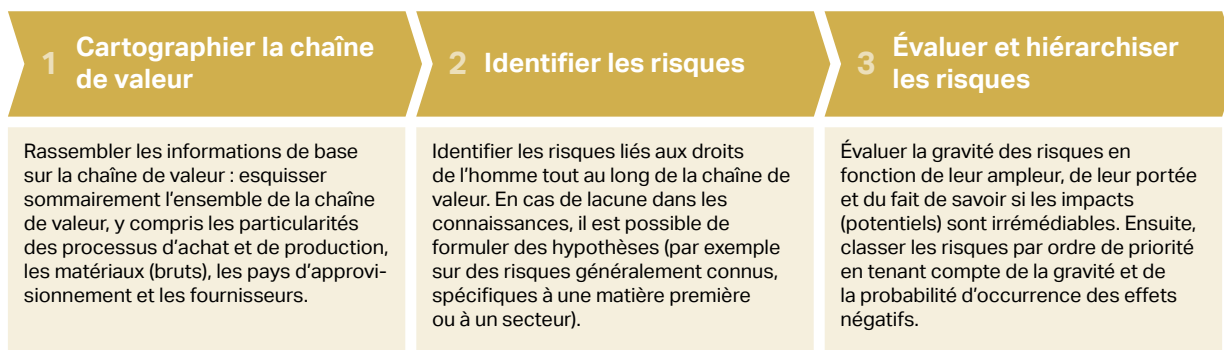 1 Cartographier la chaîne
de valeur
Rassembler les informations de base
sur la chaîne de valeur : esquisser
sommairement l’ensemble de la chaîne
de valeur, y compris les particularités
des processus d’achat et de production,
les matériaux (bruts), les pays d’approvi-
sionnement et les fournisseurs.
2 Identifier les risques
Identifier les risques liés aux droits
de l’homme tout au long de la chaîne de
valeur. En cas de lacune dans les
connaissances, il est possible de
formuler des hypothèses (par exemple
sur des risques généralement connus,
spécifiques à une matière première
ou à un secteur).
3 Évaluer et hiérarchiser
les risques
Évaluer la gravité des risques en
fonction de leur ampleur, de leur portée
et du fait de savoir si les impacts
(potentiels) sont irrémédiables. Ensuite,
classer les risques par ordre de priorité
en tenant compte de la gravité et de
la probabilité d’occurrence des effets
négatifs.